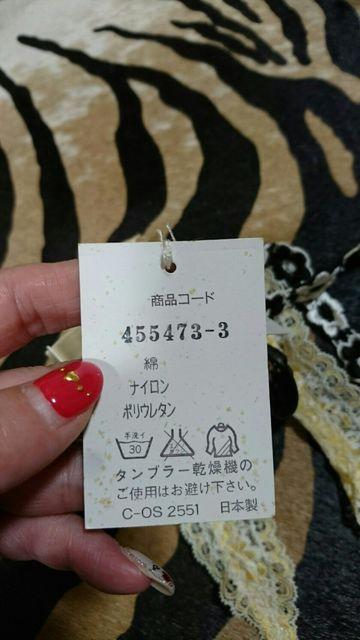 商品コード
455473-3
綿
ナイロン
ポリウレタン
手洗イ
30
タンブラー乾燥機の
ご使用はお避け下さい。
C-OS 2551 日本製